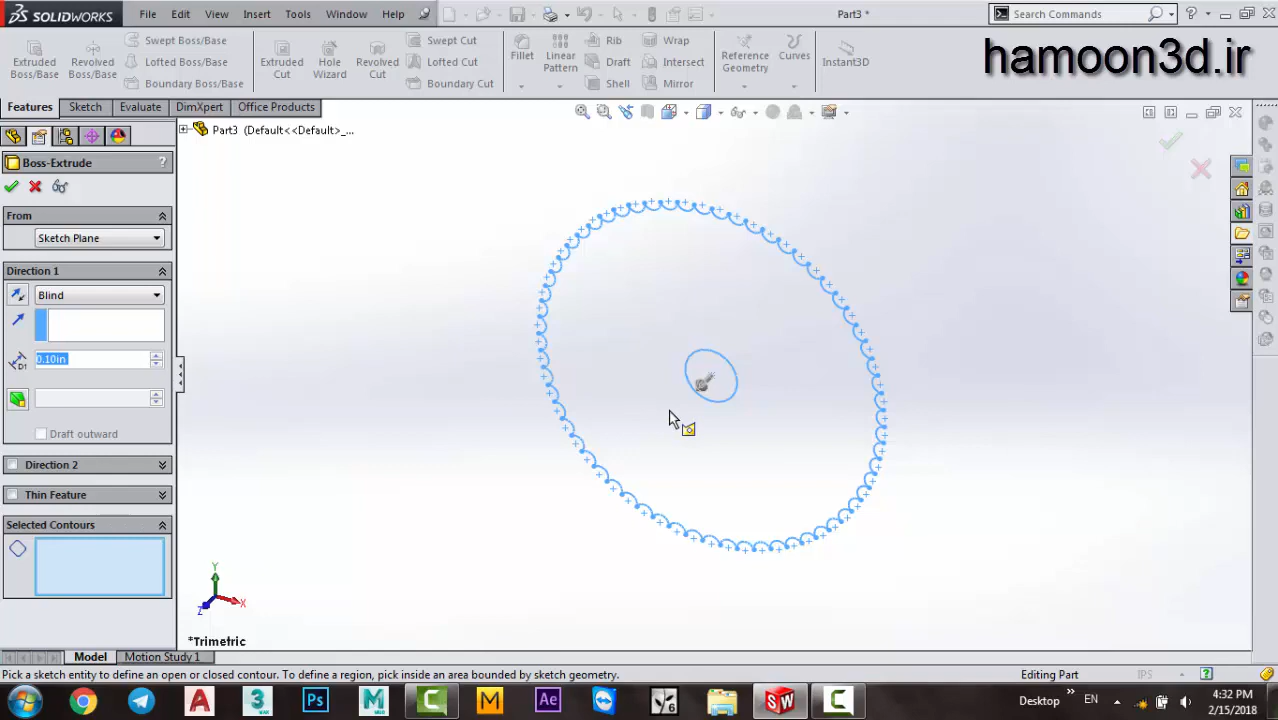 SOLIDWORKS File Edit View Insert Tools Window Help Part3 * Search Commands ?
hamoon3d.ir
Extruded Boss/Base
Revolved Boss/Base
Swept Boss/Base
Lofted Boss/Base
Boundary Boss/Base
Extruded Cut
Hole Wizard
Revolved Cut
Swept Cut
Lofted Cut
Boundary Cut
Fillet
Linear Pattern
Rib
Draft
Shell
Wrap
Intersect
Mirror
Reference Geometry
Curves
Instant3D
Features Sketch Evaluate DimXpert Office Products
Part3 (Default<<Default>_...
Boss-Extrude ?
From
Sketch Plane
Direction 1
Blind
D1 0.10in
Draft outward
Direction 2
Thin Feature
Selected Contours
Y
Z X
*Trimetric
Model Motion Study 1
Pick a sketch entity to define an open or closed contour. To define a region, pick inside an area bounded by sketch geometry. Editing Part IPS ?
Desktop » EN 4:32 PM
2/15/2018